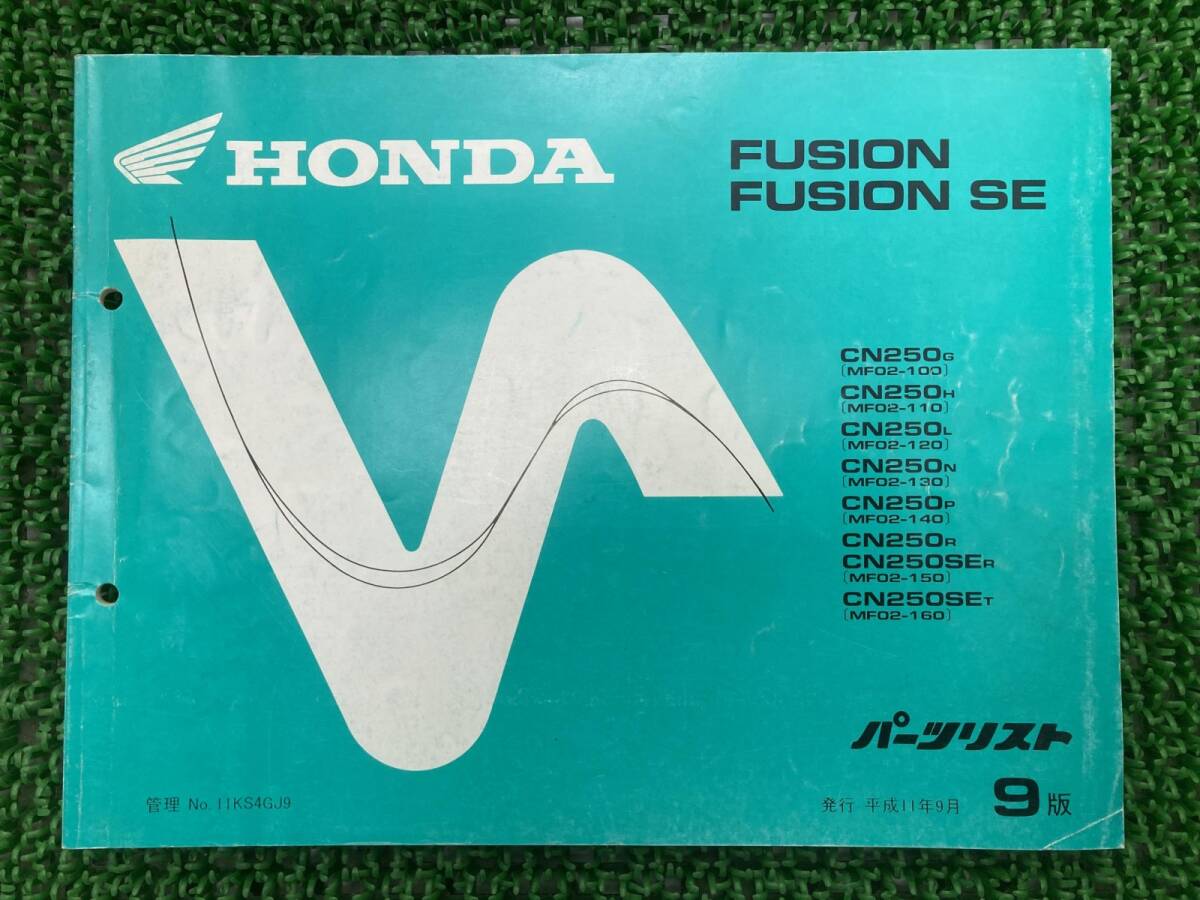 HONDA
FUSION
FUSION SE
CN250G
(MF02-100)
CN250H
(MF02-110)
CN250L
(MF02-120)
CN250N
(MF02-130)
CN250P
(MF02-140)
CN250R
CN250SER
(MF02-150)
CN250SET
(MF02-160)
パーツリスト
管理 No. 11KS4GJ9
発行 平成11年9月 9版